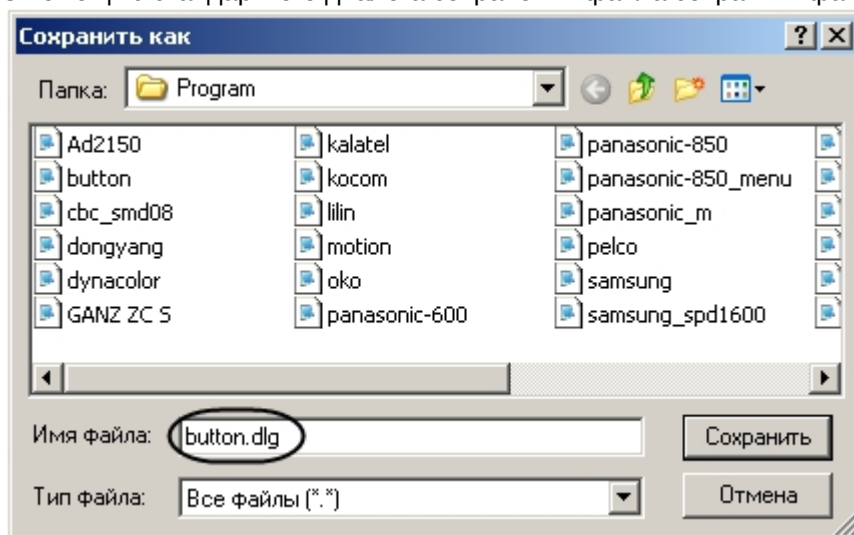 Сохранить как
Папка: Program
Ad2150 kalatel panasonic-850
button kocom panasonic-850_menu
cbc_smd08 lilin panasonic_m
dongyang motion pelco
dynacolor oko samsung
GANZ ZC S panasonic-600 samsung_spd1600
Имя файла: button.dlg Сохранить
Тип файла: Все файлы (*.*) Отмена